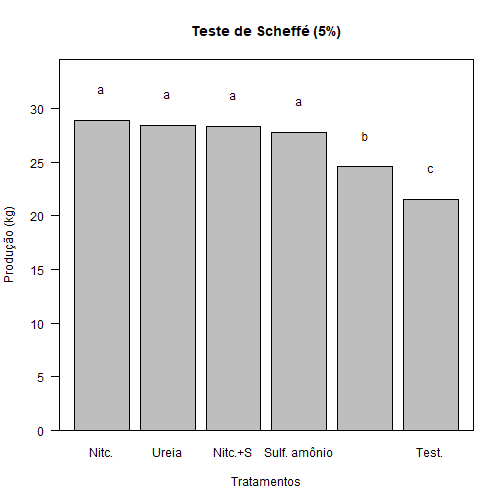 Teste de Scheffé (5%)
a a a a b c
30
25
20
15
10
5
0
Produção (kg)
Nitc. Ureia Nitc.+S Sulf. amônio Test.
Tratamentos